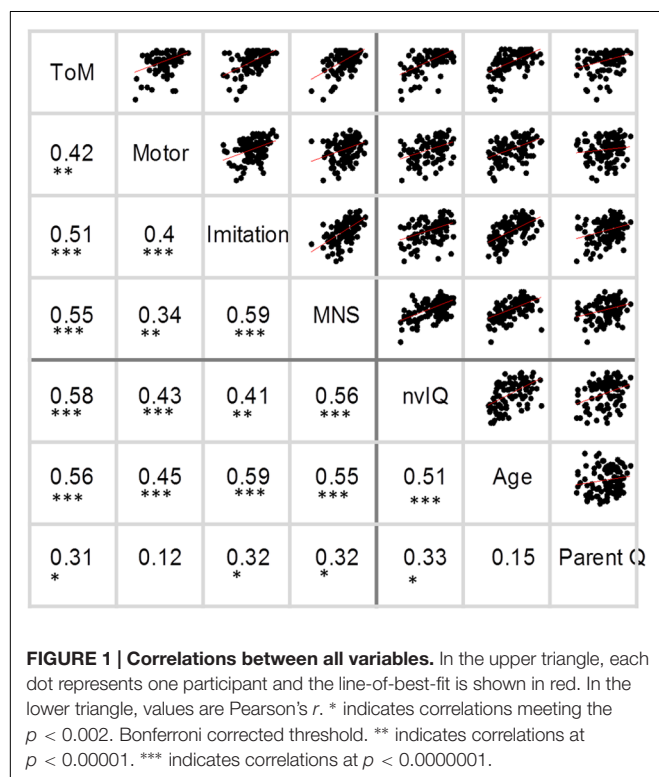 ToM
0.42 Motor
**
0.51 0.4 Imitation
*** ***
0.55 0.34 0.59 MNS
*** ** ***
0.58 0.43 0.41 0.56 nvIQ
*** *** ** ***
0.56 0.45 0.59 0.55 0.51 Age
*** *** *** *** ***
0.31 0.12 0.32 0.32 0.33 0.15 Parent Q
* * * *
FIGURE 1 | Correlations between all variables. In the upper triangle, each
dot represents one participant and the line-of-best-fit is shown in red. In the
lower triangle, values are Pearson's r. * indicates correlations meeting the
p < 0.002. Bonferroni corrected threshold. ** indicates correlations at
p < 0.00001. *** indicates correlations at p < 0.0000001.